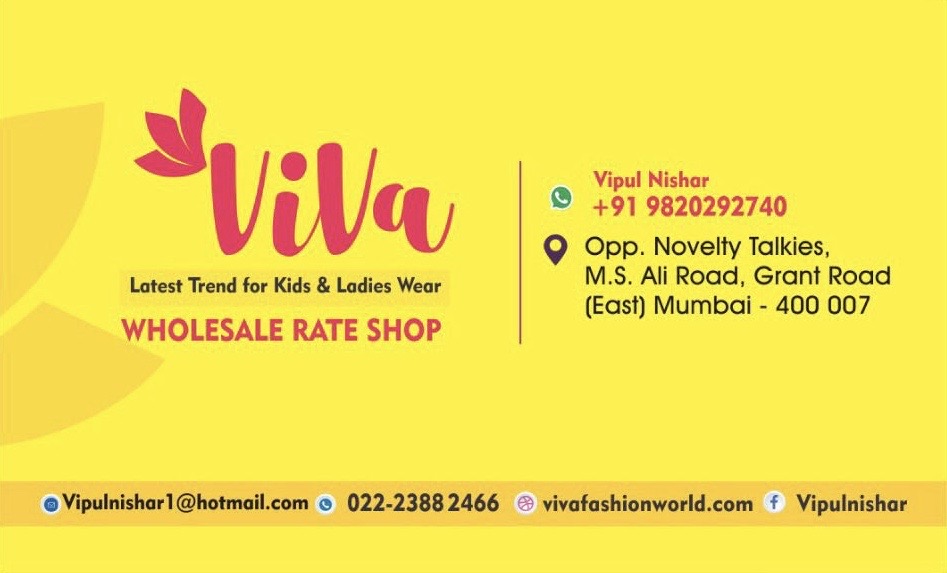 ViVa
Latest Trend for Kids & Ladies Wear
WHOLESALE RATE SHOP
Vipul Nishar
+91 9820292740
Opp. Novelty Talkies,
M.S. Ali Road, Grant Road
(East) Mumbai - 400 007
Vipulnishar1@hotmail.com 022-2388 2466 vivafashionworld.com Vipulnishar